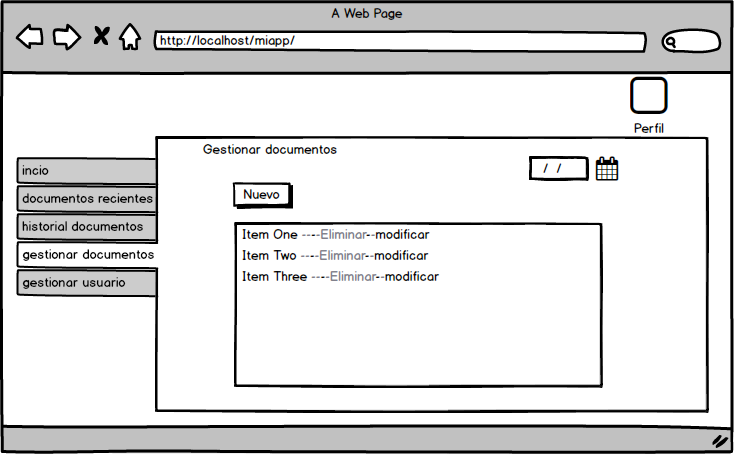 A Web Page
http://localhost/miapp/
Perfil
Gestionar documentos
/ /
incio
documentos recientes
historial documentos
gestionar documentos
gestionar usuario
Nuevo
Item One ----Eliminar--modificar
Item Two ----Eliminar--modificar
Item Three ----Eliminar--modificar